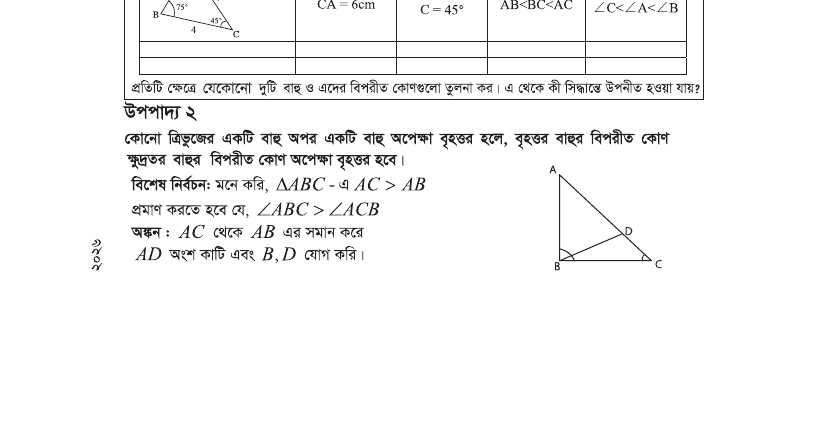 B 75° 45° C
4
CA = 6cm
C = 45°
AB<BC<AC
∠C<∠A<∠B
প্রতিটি ক্ষেত্রে যেকোনো দুটি বাহু ও এদের বিপরীত কোণগুলো তুলনা কর। এ থেকে কী সিদ্ধান্তে উপনীত হওয়া যায়?
উপপাদ্য ২
কোনো ত্রিভুজের একটি বাহু অপর একটি বাহু অপেক্ষা বৃহত্তর হলে, বৃহত্তর বাহুর বিপরীত কোণ
ক্ষুদ্রতর বাহুর বিপরীত কোণ অপেক্ষা বৃহত্তর হবে।
বিশেষ নির্বচন: মনে করি, ΔABC - এ AC > AB
প্রমাণ করতে হবে যে, ∠ABC > ∠ACB
অঙ্কন : AC থেকে AB এর সমান করে
AD অংশ কাটি এবং B, D যোগ করি।
A
D
B
C
২০২৬